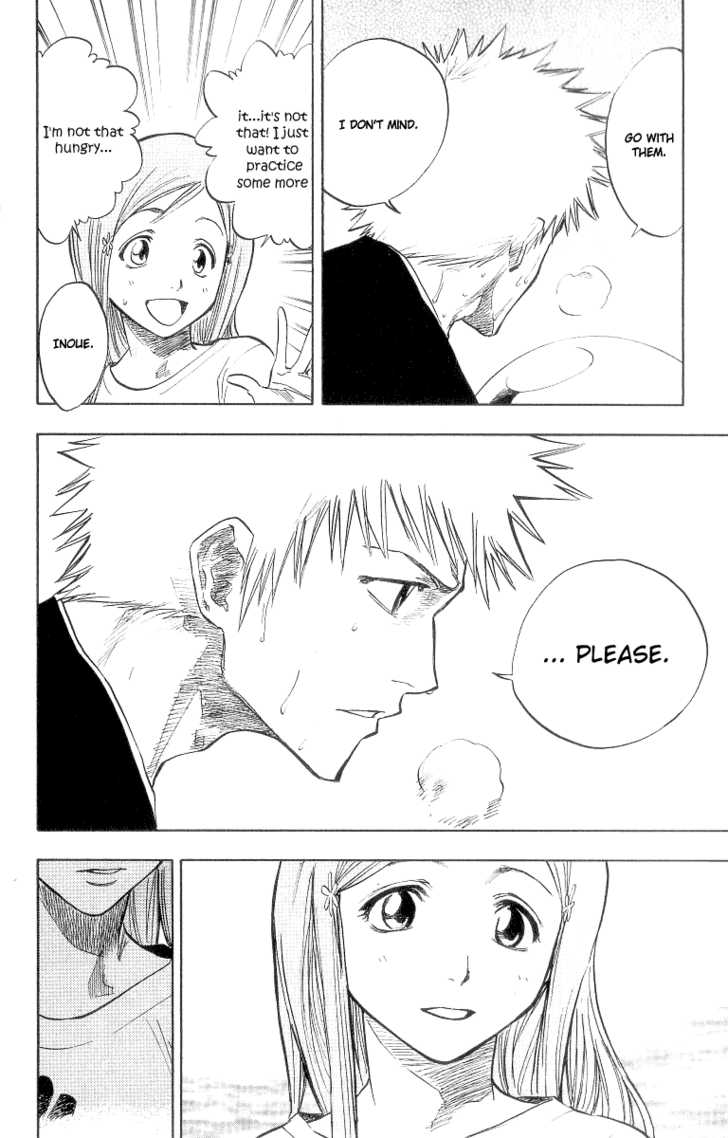 GO WITH
THEM.
I DON'T MIND.
it...it's not
that! I just
want to
practice
some more
I'm not that
hungry...
INOUE.
... PLEASE.